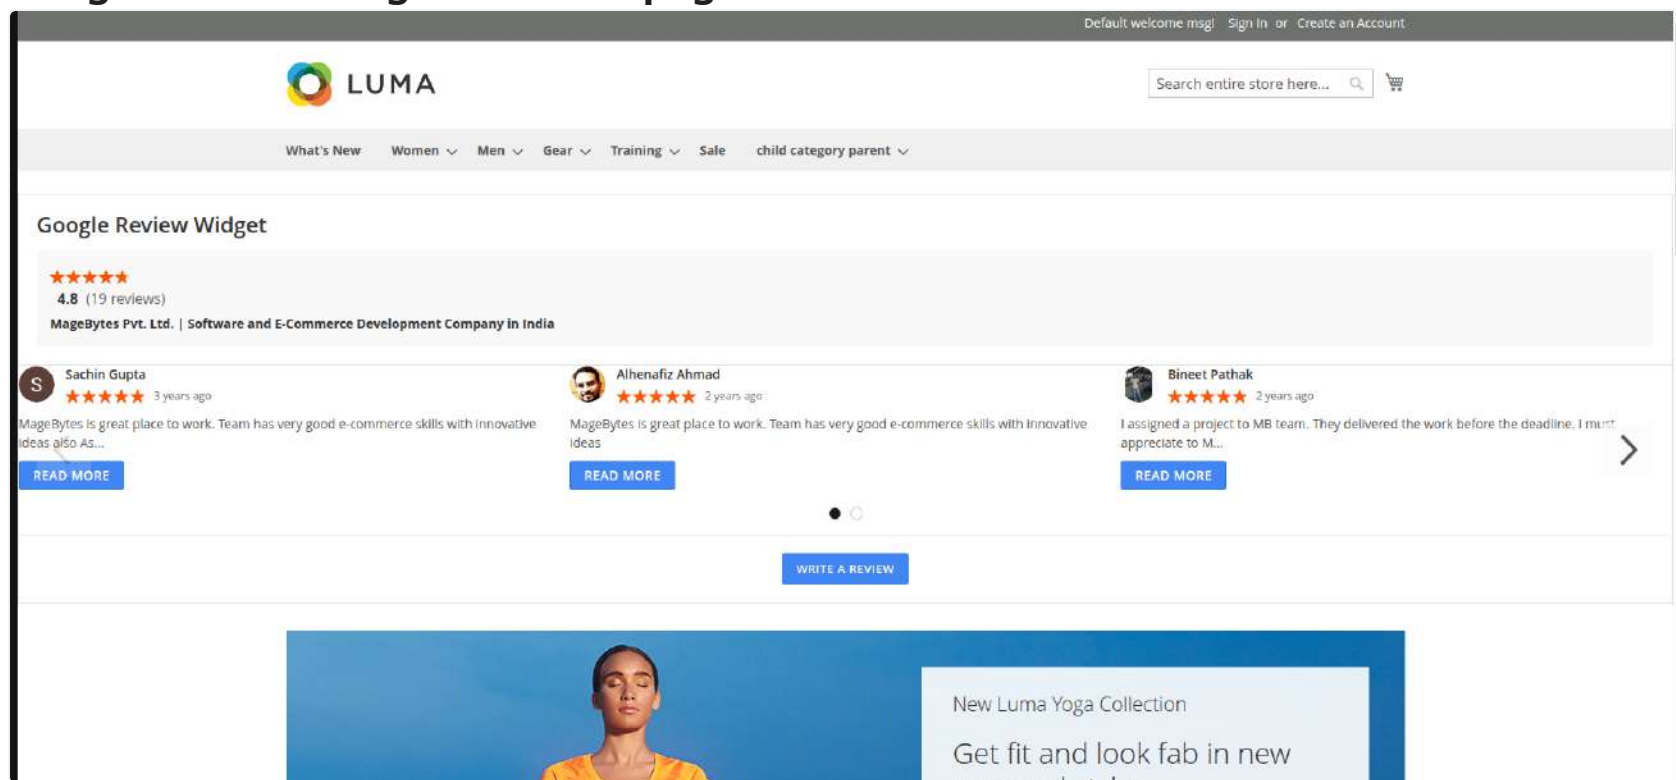 Default welcome msg! Sign In or Create an Account
LUMA
Search entire store here...
What's New Women Men Gear Training Sale child category parent
Google Review Widget
4.8 (19 reviews)
MageBytes Pvt. Ltd. | Software and E-Commerce Development Company in India
S
Sachin Gupta
3 years ago
MageBytes is great place to work. Team has very good e-commerce skills with innovative
ideas also As...
READ MORE
Alhenafiz Ahmad
2 years ago
MageBytes is great place to work. Team has very good e-commerce skills with innovative
ideas
READ MORE
Bineet Pathak
2 years ago
I assigned a project to MB team. They delivered the work before the deadline. I must
appreciate to M...
READ MORE
WRITE A REVIEW
New Luma Yoga Collection
Get fit and look fab in new